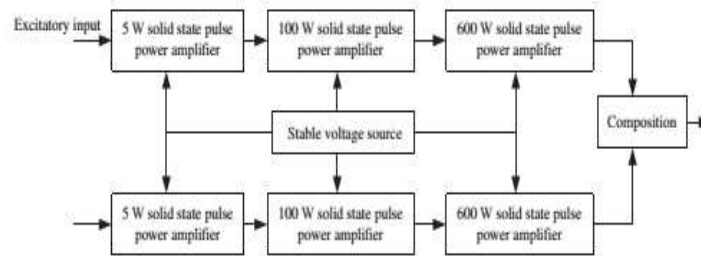 Excitatory input
5 W solid state pulse
power amplifier
100 W solid state pulse
power amplifier
600 W solid state pulse
power amplifier
Stable voltage source
Composition
5 W solid state pulse
power amplifier
100 W solid state pulse
power amplifier
600 W solid state pulse
power amplifier